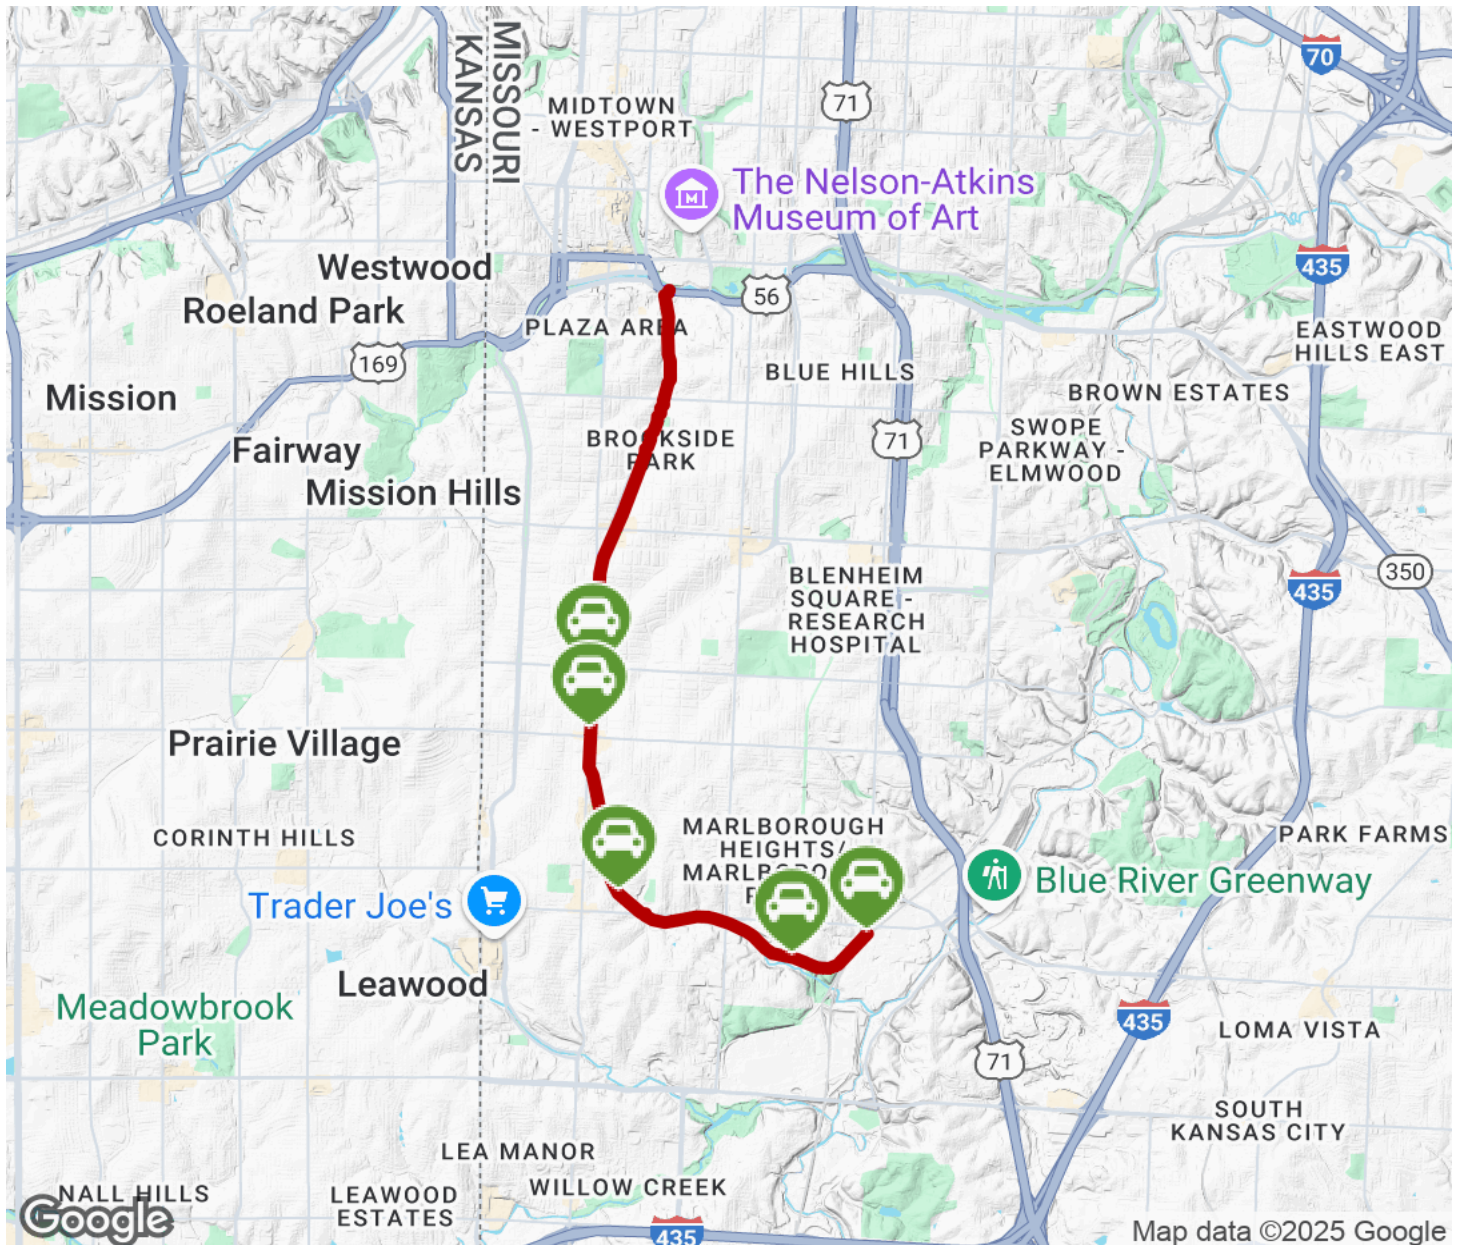 MISSOURI
KANSAS
MIDTOWN
- WESTPORT
71
70
The Nelson-Atkins
Museum of Art
435
Westwood
Roeland Park
56
PLAZA AREA
169
EASTWOOD
HILLS EAST
BLUE HILLS
BROWN ESTATES
Mission
71
SWOPE
PARKWAY -
ELMWOOD
BROOKSIDE
PARK
Fairway
Mission Hills
350
435
BLENHEIM
SQUARE -
RESEARCH
HOSPITAL
Prairie Village
CORINTH HILLS
MARLBOROUGH
HEIGHTS/
PARK FARMS
Trader Joe's
Blue River Greenway
Leawood
Meadowbrook
Park
435
LOMA VISTA
71
SOUTH
KANSAS CITY
LEA MANOR
WILLOW CREEK
NALL HILLS
LEAWOOD
ESTATES
Google
435
Map data ©2025 Google